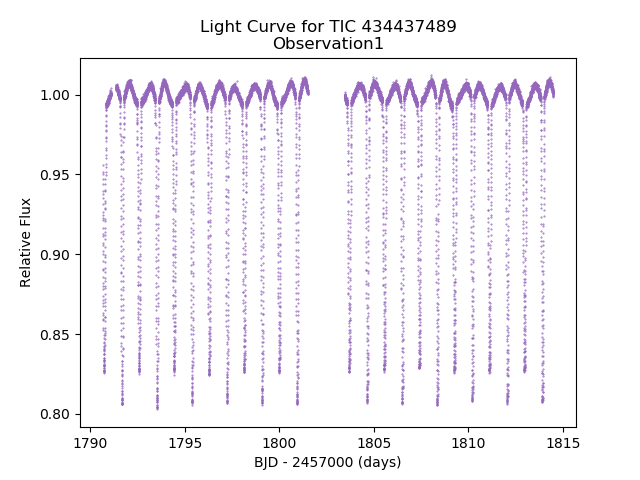 Light Curve for TIC 434437489
Observation1
Relative Flux
1.00
0.95
0.90
0.85
0.80
1790
1795
1800
1805
1810
1815
BJD - 2457000 (days)